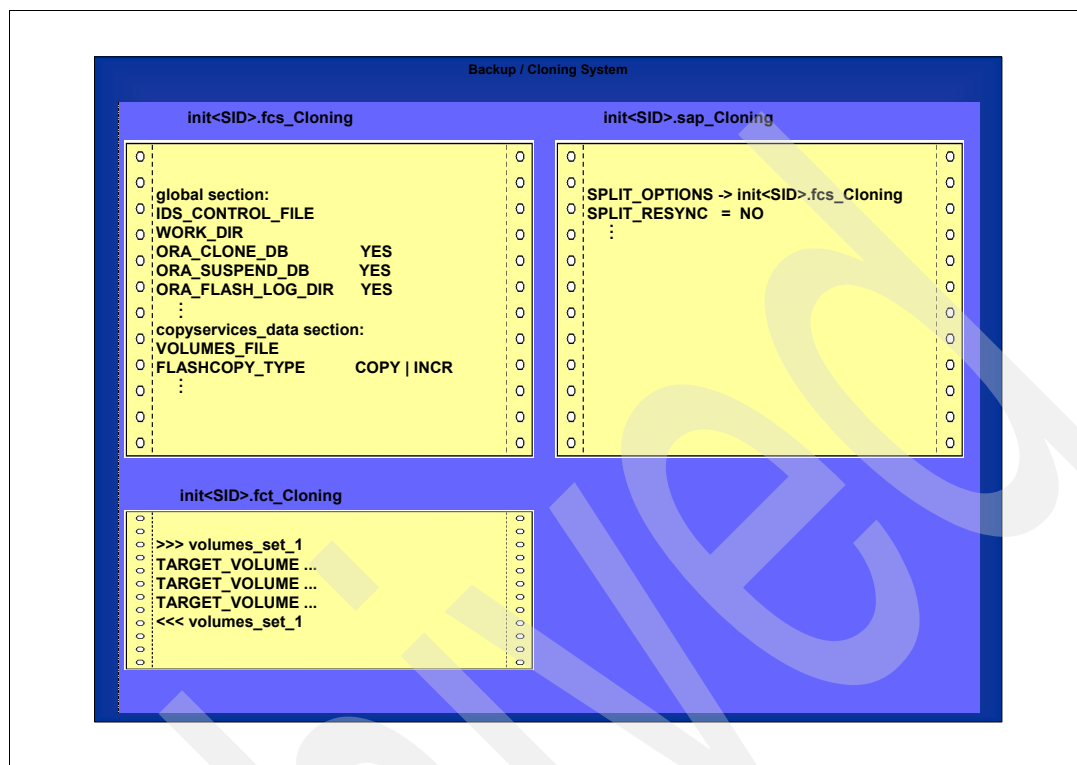 Backup / Cloning System
init<SID>.fcs_Cloning
global section:
IDS_CONTROL_FILE
WORK_DIR
ORA_CLONE_DB YES
ORA_SUSPEND_DB YES
ORA_FLASH_LOG_DIR YES
⋮
copyservices_data section:
VOLUMES_FILE
FLASHCOPY_TYPE COPY | INCR
⋮
init<SID>.sap_Cloning
SPLIT_OPTIONS -> init<SID>.fcs_Cloning
SPLIT_RESYNC = NO
⋮
init<SID>.fct_Cloning
>>> volumes_set_1
TARGET_VOLUME ...
TARGET_VOLUME ...
TARGET_VOLUME ...
<<< volumes_set_1